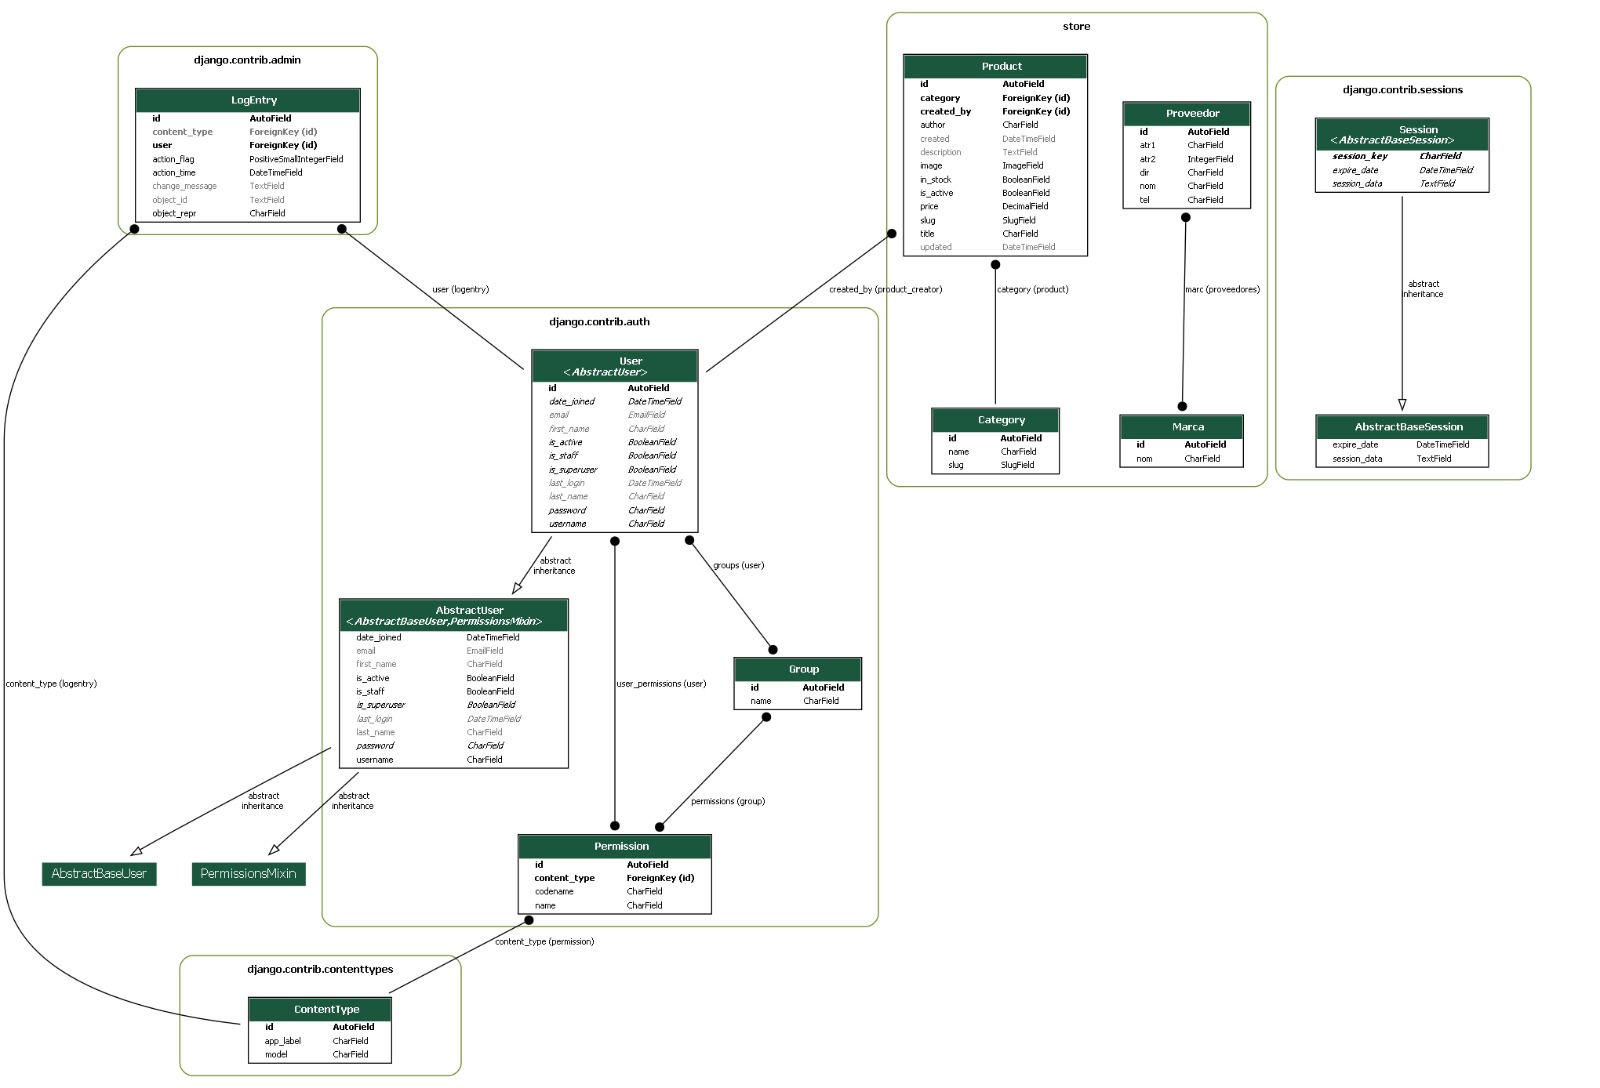 django.contrib.admin
LogEntry
id AutoField
content_type ForeignKey (id)
user ForeignKey (id)
action_flag PositiveSmallIntegerField
action_time DateTimeField
change_message TextField
object_id TextField
object_repr CharField
store
Product
id AutoField
category ForeignKey (id)
created_by ForeignKey (id)
author CharField
created DateTimeField
description TextField
image ImageField
in_stock BooleanField
is_active BooleanField
price DecimalField
slug SlugField
title CharField
updated DateTimeField
Proveedor
id AutoField
atr1 CharField
atr2 IntegerField
dir CharField
nom CharField
tel CharField
django.contrib.sessions
Session
<AbstractBaseSession>
session_key CharField
expire_date DateTimeField
session_data TextField
user (logentry)
created_by (product_creator)
category (product)
marc (proveedores)
abstract
inheritance
django.contrib.auth
User
<AbstractUser>
id AutoField
date_joined DateTimeField
email EmailField
first_name CharField
is_active BooleanField
is_staff BooleanField
is_superuser BooleanField
last_login DateTimeField
last_name CharField
password CharField
username CharField
Category
id AutoField
name CharField
slug SlugField
Marca
id AutoField
nom CharField
AbstractBaseSession
expire_date DateTimeField
session_data TextField
abstract
inheritance
groups (user)
AbstractUser
<AbstractBaseUser,PermissionsMixin>
date_joined DateTimeField
email EmailField
first_name CharField
is_active BooleanField
is_staff BooleanField
is_superuser BooleanField
last_login DateTimeField
last_name CharField
password CharField
username CharField
content_type (logentry)
user_permissions (user)
Group
id AutoField
name CharField
abstract
inheritance
abstract
inheritance
permissions (group)
AbstractBaseUser
PermissionsMixin
Permission
id AutoField
content_type ForeignKey (id)
codename CharField
name CharField
content_type (permission)
django.contrib.contenttypes
ContentType
id AutoField
app_label CharField
model CharField